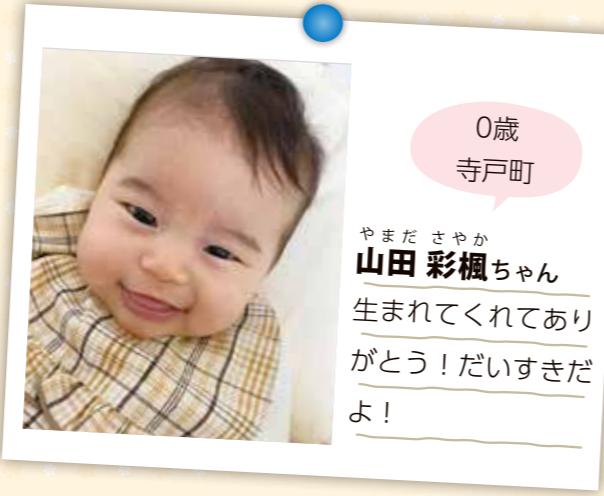 0歳
寺戸町
やまだ さやか
山田 彩楓ちゃん
生まれてくれてあり
がとう！だいすきだ
よ！